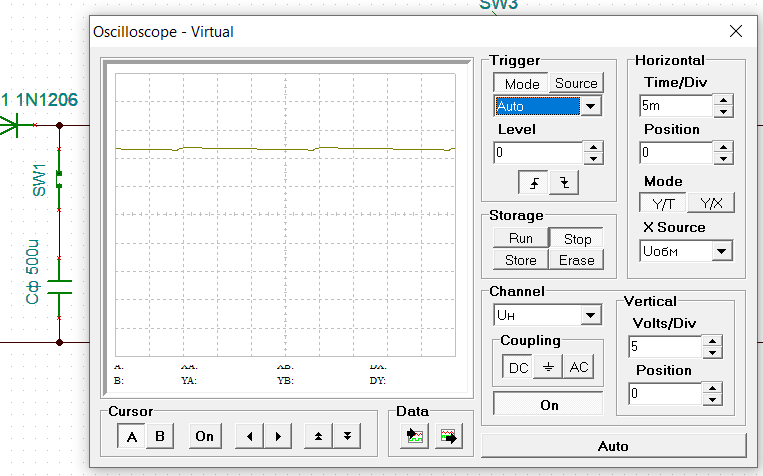 SW3
Oscilloscope - Virtual
1 1N1206
SW1
Cф 500u
A: XA: XB: DX:
B: YA: YB: DY:
Cursor
A B On
Data
Trigger
Mode Source
Auto
Level
0
Storage
Run Stop
Store Erase
Horizontal
Time/Div
5m
Position
0
Mode
Y/T Y/X
X Source
Uобм
Channel
Uн
Coupling
DC AC
On
Vertical
Volts/Div
5
Position
0
Auto